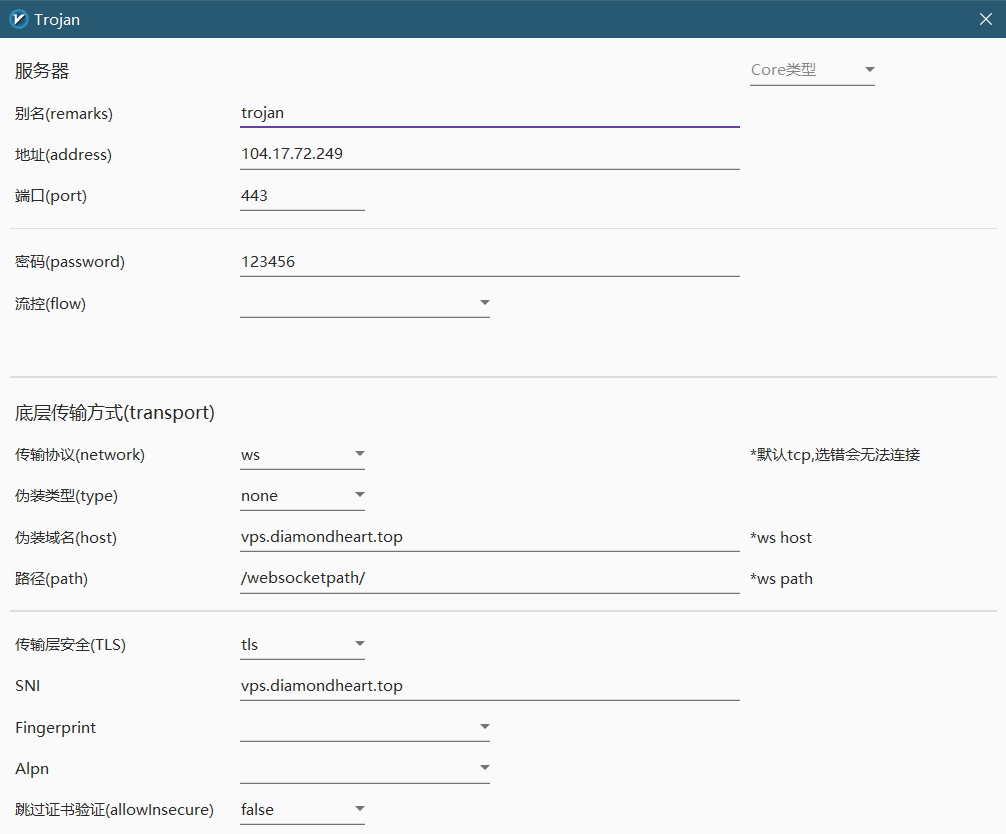 Trojan
服务器 Core类型
别名(remarks) trojan
地址(address) 104.17.72.249
端口(port) 443
密码(password) 123456
流控(flow)
底层传输方式(transport)
传输协议(network) ws *默认tcp,选错会无法连接
伪装类型(type) none
伪装域名(host) vps.diamondheart.top *ws host
路径(path) /websocketpath/ *ws path
传输层安全(TLS) tls
SNI vps.diamondheart.top
Fingerprint
Alpn
跳过证书验证(allowInsecure) false